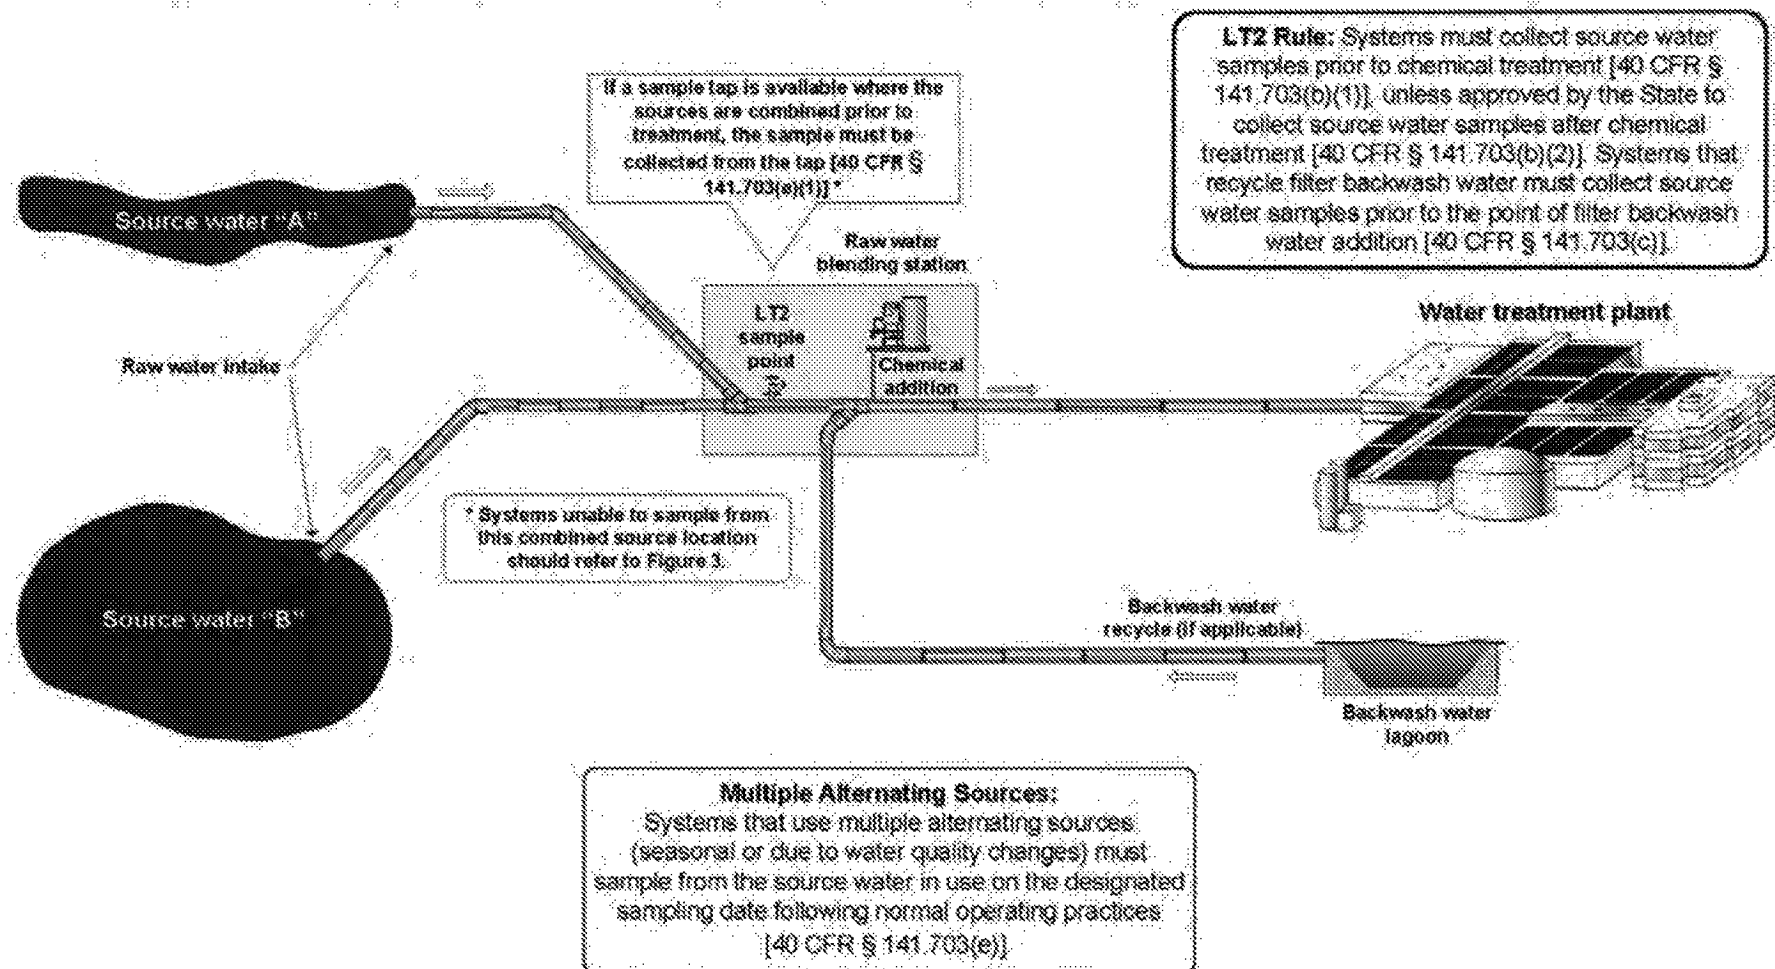 LT2 Rule: Systems must collect source water
samples prior to chemical treatment [40 CFR §
141.703(b)(1)], unless approved by the State to
collect source water samples after chemical
treatment [40 CFR § 141.703(b)(2)]. Systems that
recycle filter backwash water must collect source
water samples prior to the point of filter backwash
water addition [40 CFR § 141.703(c)].
If a sample tap is available where the
sources are combined prior to
treatment, the sample must be
collected from the tap [40 CFR §
141.703(e)(1)] *
Source water "A"
Raw water
blending station
LT2
sample
point
Chemical
addition
Water treatment plant
Raw water intake
* Systems unable to sample from
this combined source location
should refer to Figure 3.
Source water "B"
Backwash water
recycle (if applicable)
Backwash water
lagoon
Multiple Alternating Sources:
Systems that use multiple alternating sources
(seasonal or due to water quality changes) must
sample from the source water in use on the designated
sampling date following normal operating practices
[40 CFR § 141.703(e)]